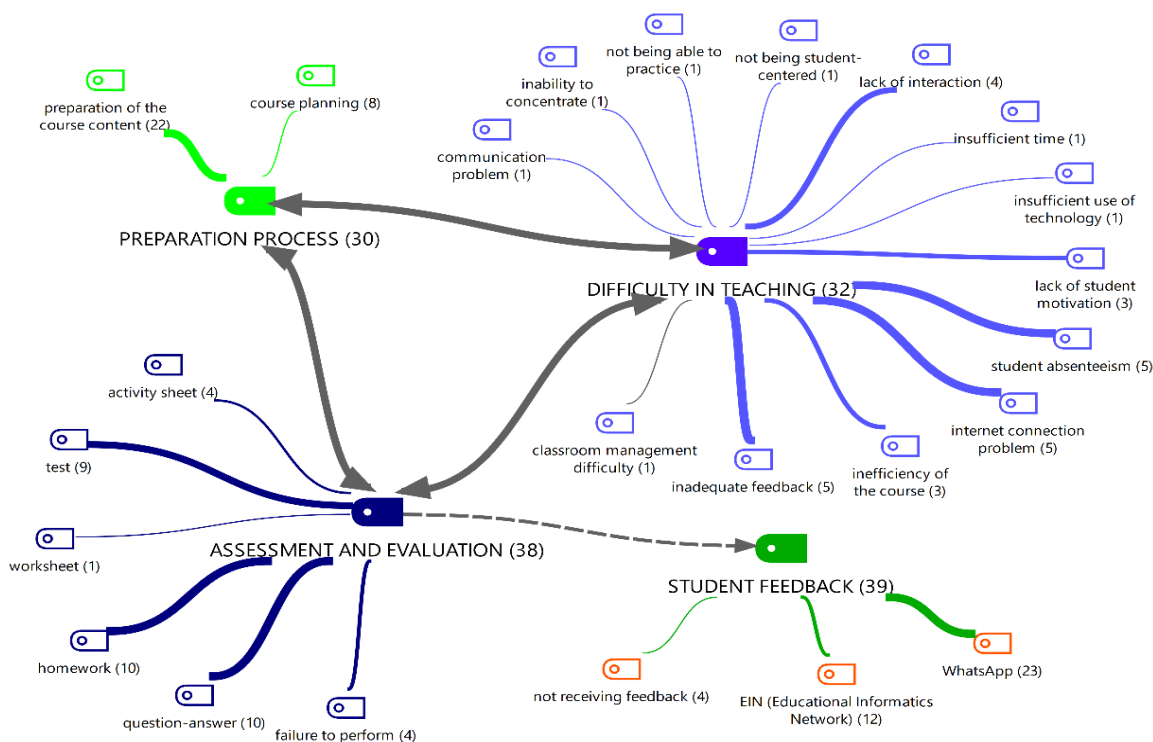 not being able to
practice (1)
not being student-
centered (1)
lack of interaction (4)
inability to
concentrate (1)
preparation of the
course content (22)
course planning (8)
communication
problem (1)
insufficient time (1)
insufficient use of
technology (1)
PREPARATION PROCESS (30)
DIFFICULTY IN TEACHING (32)
lack of student
motivation (3)
student absenteeism (5)
activity sheet (4)
test (9)
classroom management
difficulty (1)
inadequate feedback (5)
inefficiency of
the course (3)
internet connection
problem (5)
worksheet (1)
ASSESSMENT AND EVALUATION (38)
STUDENT FEEDBACK (39)
homework (10)
question-answer (10)
failure to perform (4)
not receiving feedback (4)
EIN (Educational Informatics
Network) (12)
WhatsApp (23)